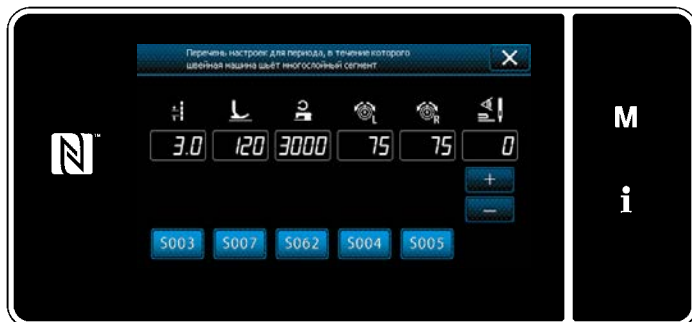 Перечень настроек для периода, в течение которого
швейная машина шьёт многослойный сегмент
L R
3.0 120 3000 75 75 0
+
−
S003 S007 S062 S004 S005
N™
M
i